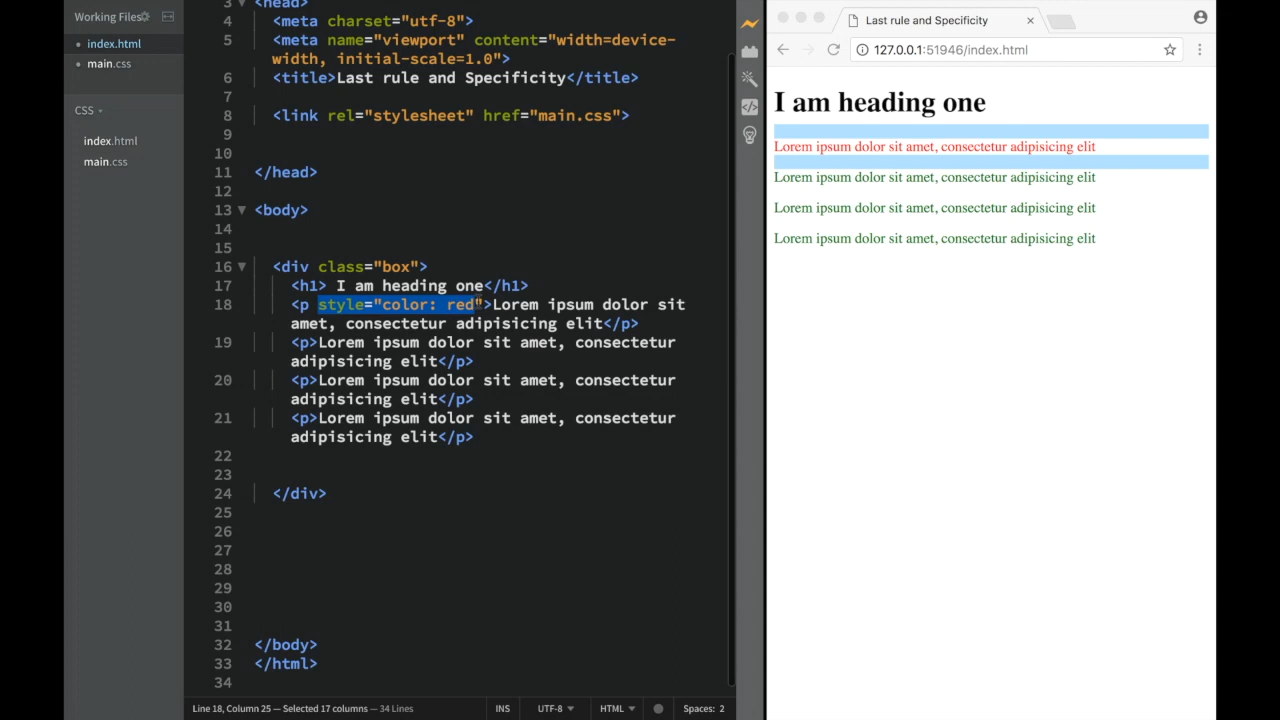 Working Files
index.html
main.css
CSS
index.html
main.css
3 <head>
4 <meta charset="utf-8">
5 <meta name="viewport" content="width=device-
width, initial-scale=1.0">
6 <title>Last rule and Specificity</title>
7
8 <link rel="stylesheet" href="main.css">
9
10
11 </head>
12
13 <body>
14
15
16 <div class="box">
17 <h1> I am heading one</h1>
18 <p style="color: red">Lorem ipsum dolor sit
amet, consectetur adipisicing elit</p>
19 <p>Lorem ipsum dolor sit amet, consectetur
adipisicing elit</p>
20 <p>Lorem ipsum dolor sit amet, consectetur
adipisicing elit</p>
21 <p>Lorem ipsum dolor sit amet, consectetur
adipisicing elit</p>
22
23
24 </div>
25
26
27
28
29
30
31
32 </body>
33 </html>
34
Line 18, Column 25 — Selected 17 columns — 34 Lines INS UTF-8 HTML Spaces: 2
Last rule and Specificity
127.0.0.1:51946/index.html
I am heading one
Lorem ipsum dolor sit amet, consectetur adipisicing elit
Lorem ipsum dolor sit amet, consectetur adipisicing elit
Lorem ipsum dolor sit amet, consectetur adipisicing elit
Lorem ipsum dolor sit amet, consectetur adipisicing elit